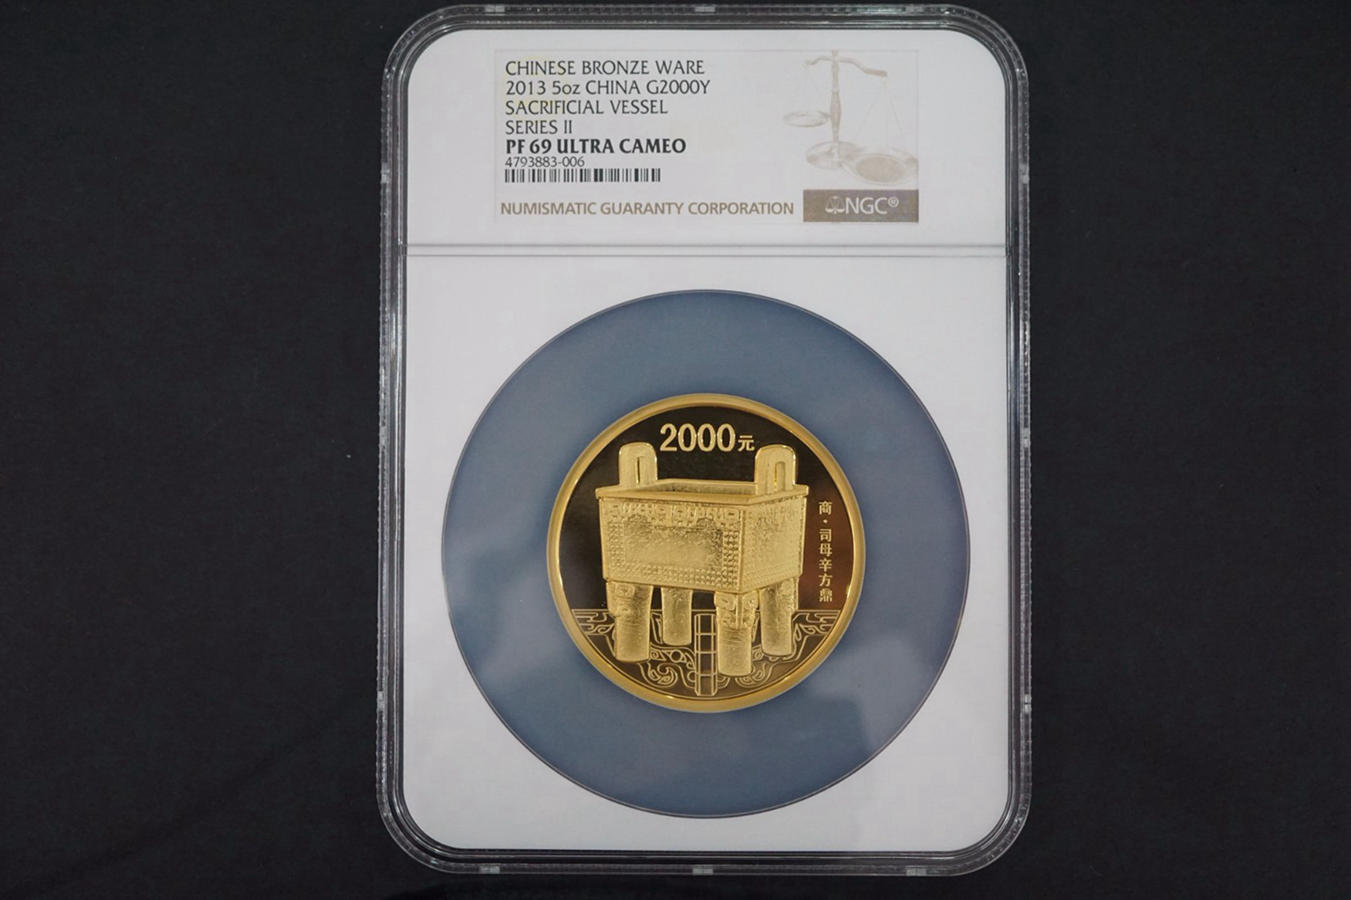 CHINESE BRONZE WARE
2013 5oz CHINA G2000Y
SACRIFICIAL VESSEL
SERIES II
PF 69 ULTRA CAMEO
4793883-006
NUMISMATIC GUARANTY CORPORATION
NGC®
2000元
商·司母辛方鼎